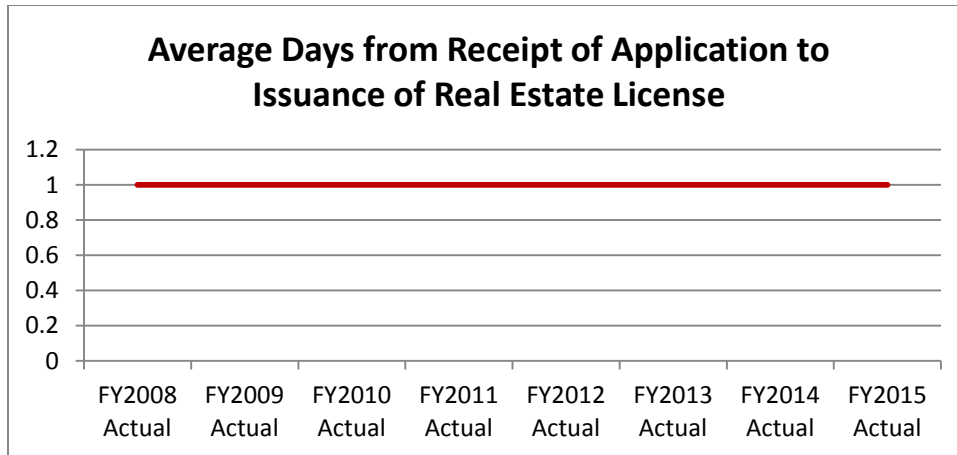 Average Days from Receipt of Application to
Issuance of Real Estate License
1.2
1
0.8
0.6
0.4
0.2
0
FY2008 FY2009 FY2010 FY2011 FY2012 FY2013 FY2014 FY2015
Actual Actual Actual Actual Actual Actual Actual Actual